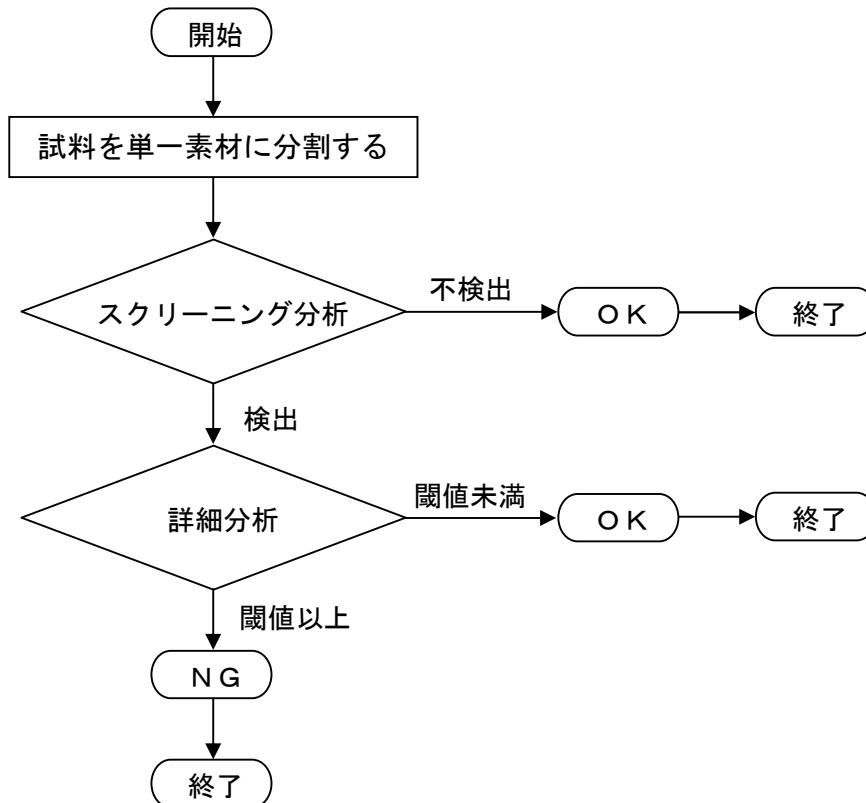 開始
試料を単一素材に分割する
スクリーニング分析
不検出
ＯＫ
終了
検出
詳細分析
閾値未満
ＯＫ
終了
閾値以上
ＮＧ
終了